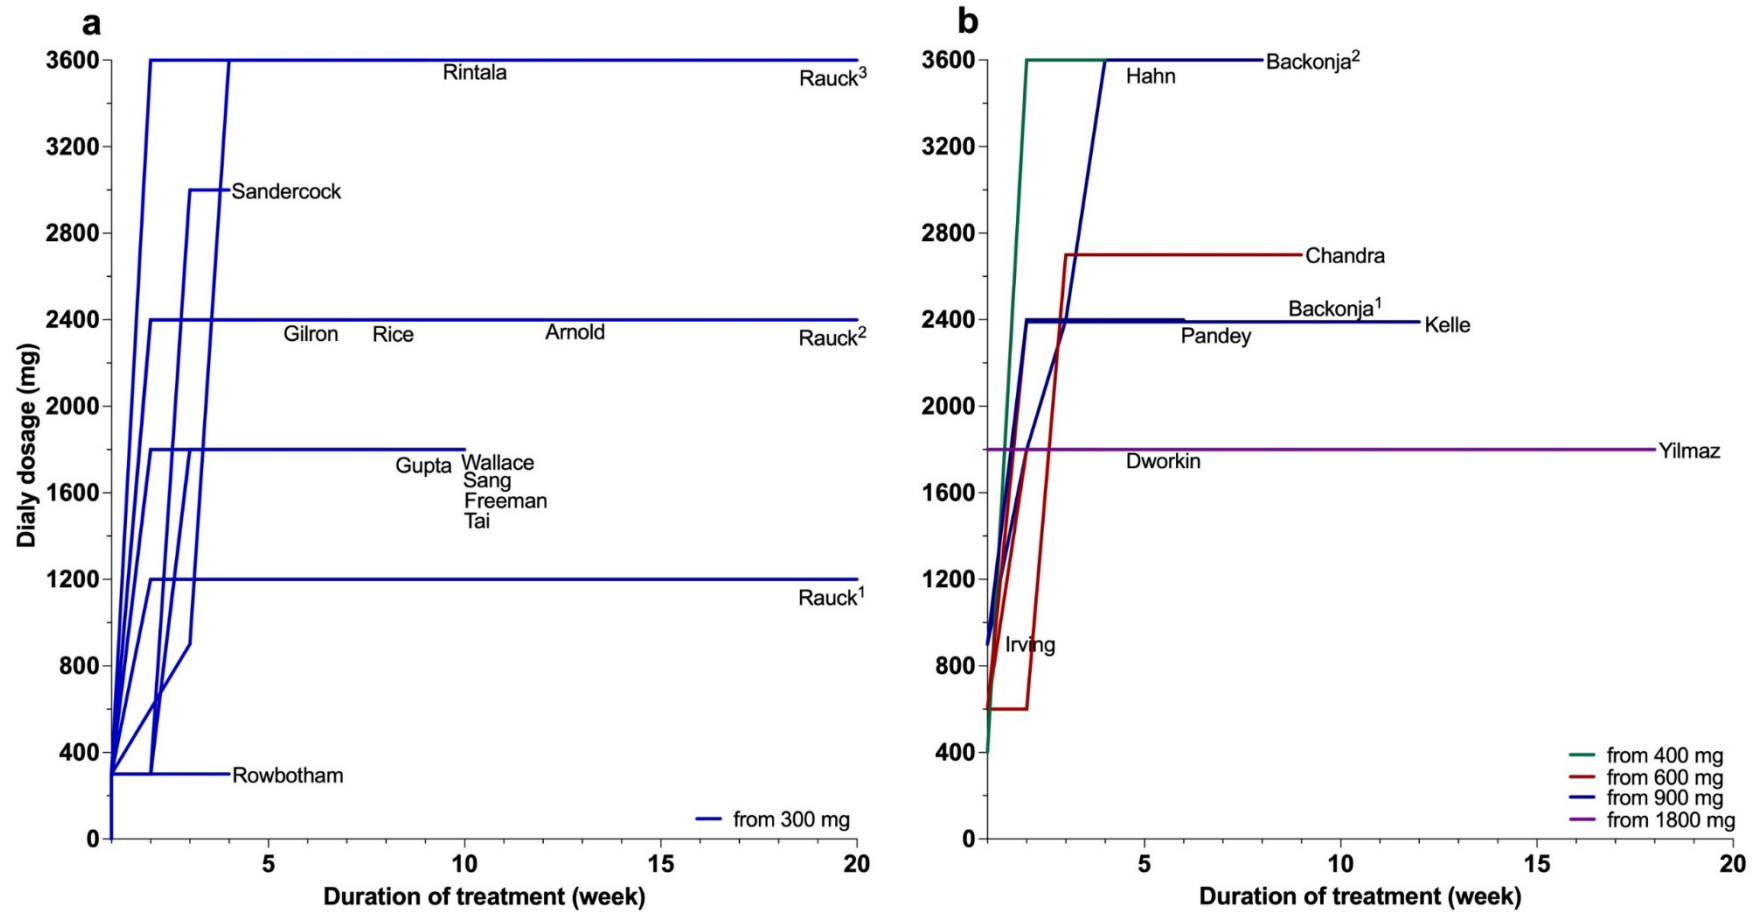 a
Dialy dosage (mg)
3600
3200
2800
2400
2000
1600
1200
800
400
0
Rintala
Rauck³
Sandercock
Gilron
Rice
Arnold
Rauck²
Gupta
Wallace
Sang
Freeman
Tai
Rauck¹
Rowbotham
from 300 mg
5
10
15
20
Duration of treatment (week)
b
3600
3200
2800
2400
2000
1600
1200
800
400
0
Backonja²
Hahn
Chandra
Backonja¹
Kelle
Pandey
Yilmaz
Dworkin
Irving
from 400 mg
from 600 mg
from 900 mg
from 1800 mg
5
10
15
20
Duration of treatment (week)